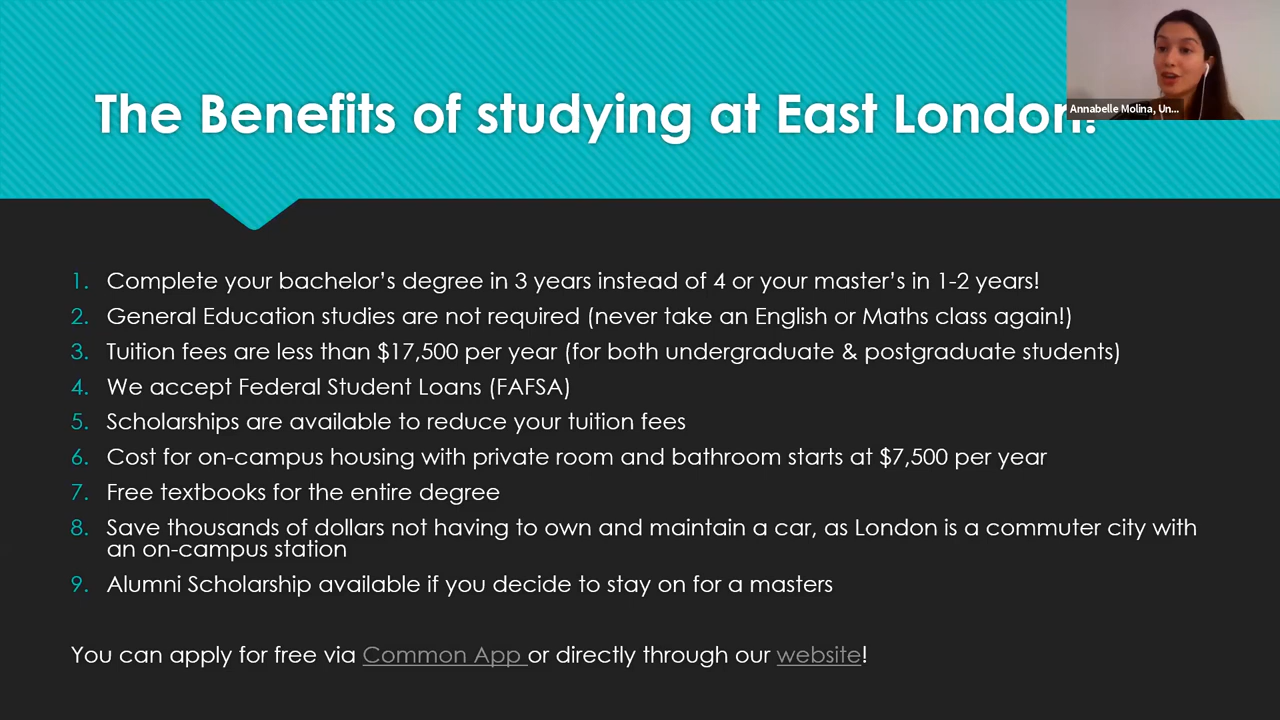 The Benefits of studying at East London!
Annabelle Molina, Un...
1. Complete your bachelor’s degree in 3 years instead of 4 or your master’s in 1-2 years!
2. General Education studies are not required (never take an English or Maths class again!)
3. Tuition fees are less than $17,500 per year (for both undergraduate & postgraduate students)
4. We accept Federal Student Loans (FAFSA)
5. Scholarships are available to reduce your tuition fees
6. Cost for on-campus housing with private room and bathroom starts at $7,500 per year
7. Free textbooks for the entire degree
8. Save thousands of dollars not having to own and maintain a car, as London is a commuter city with
an on-campus station
9. Alumni Scholarship available if you decide to stay on for a masters
You can apply for free via Common App or directly through our website!